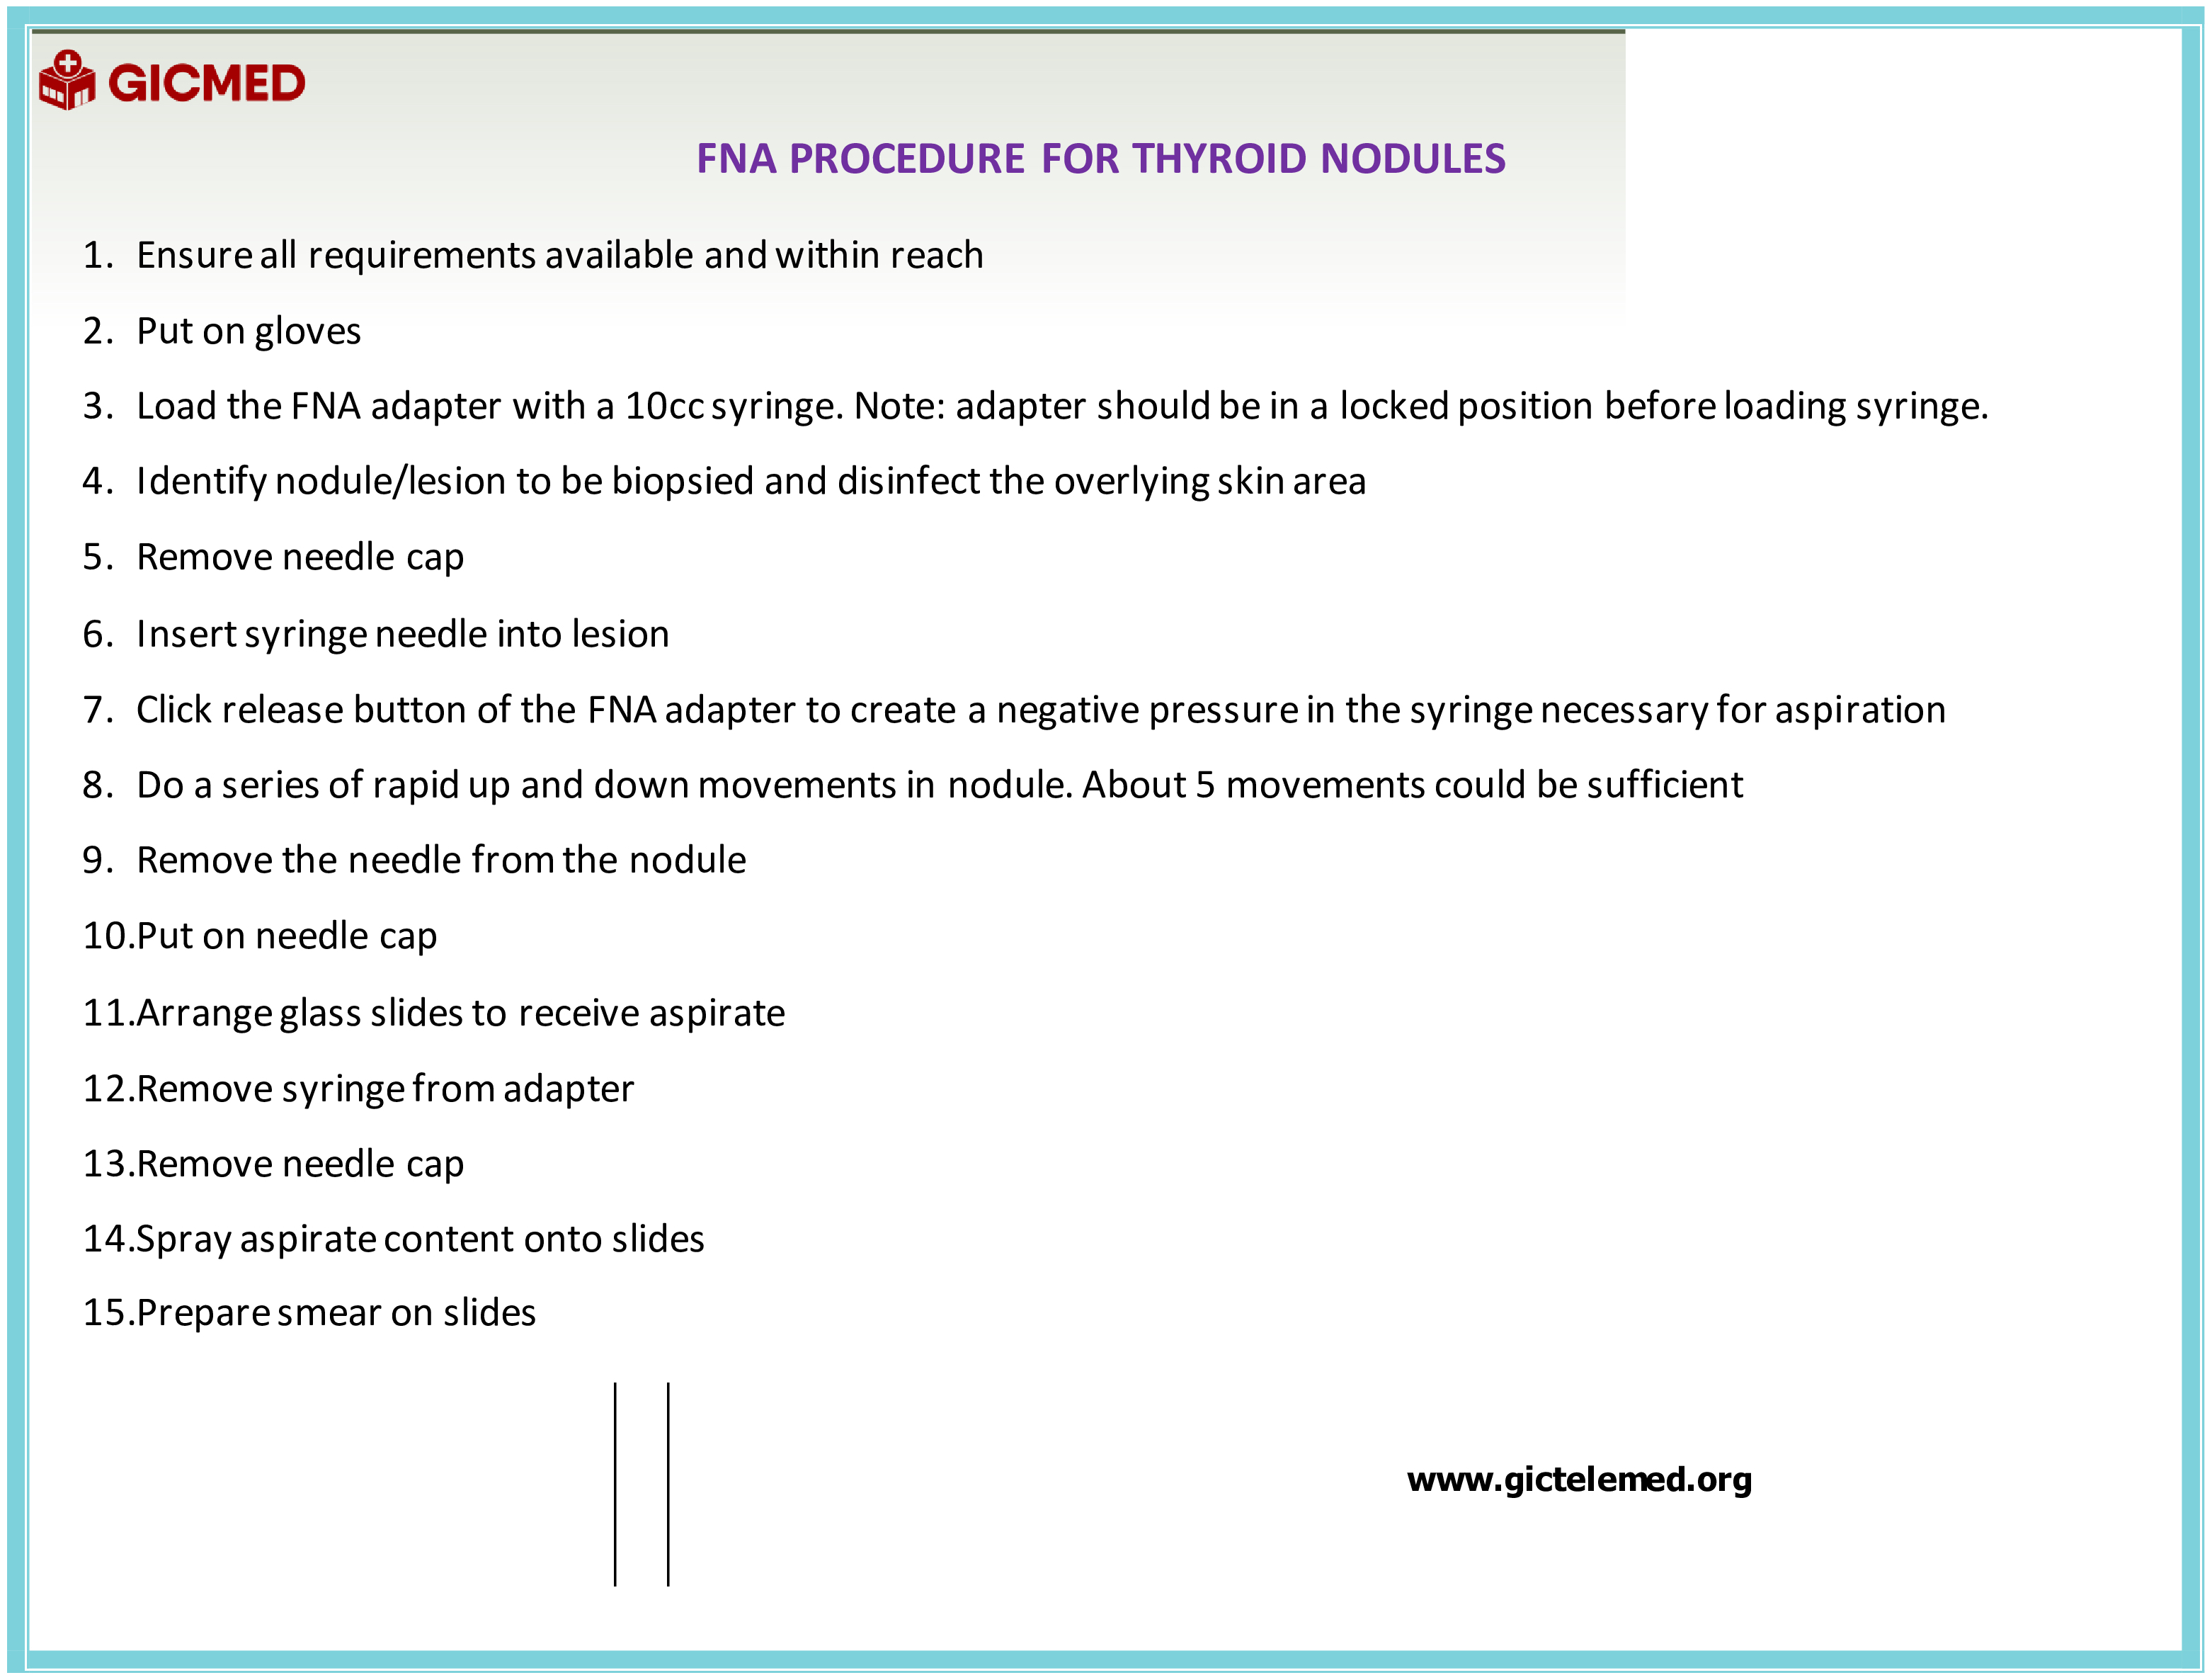 GICMED
FNA PROCEDURE FOR THYROID NODULES
1. Ensure all requirements available and within reach
2. Put on gloves
3. Load the FNA adapter with a 10cc syringe. Note: adapter should be in a locked position before loading syringe.
4. Identify nodule/lesion to be biopsied and disinfect the overlying skin area
5. Remove needle cap
6. Insert syringe needle into lesion
7. Click release button of the FNA adapter to create a negative pressure in the syringe necessary for aspiration
8. Do a series of rapid up and down movements in nodule. About 5 movements could be sufficient
9. Remove the needle from the nodule
10.Put on needle cap
11.Arrange glass slides to receive aspirate
12.Remove syringe from adapter
13.Remove needle cap
14.Spray aspirate content onto slides
15.Prepare smear on slides
www.gictelemed.org